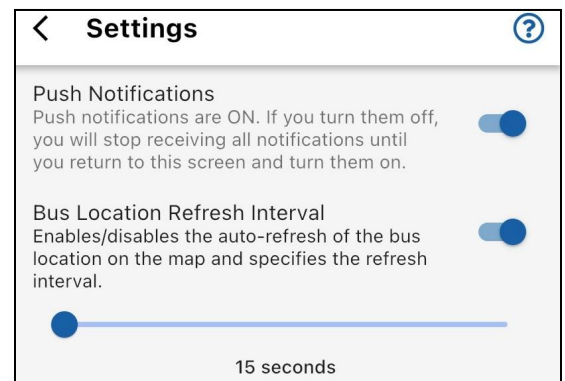 Settings
?
Push Notifications
Push notifications are ON. If you turn them off,
you will stop receiving all notifications until
you return to this screen and turn them on.
Bus Location Refresh Interval
Enables/disables the auto-refresh of the bus
location on the map and specifies the refresh
interval.
15 seconds